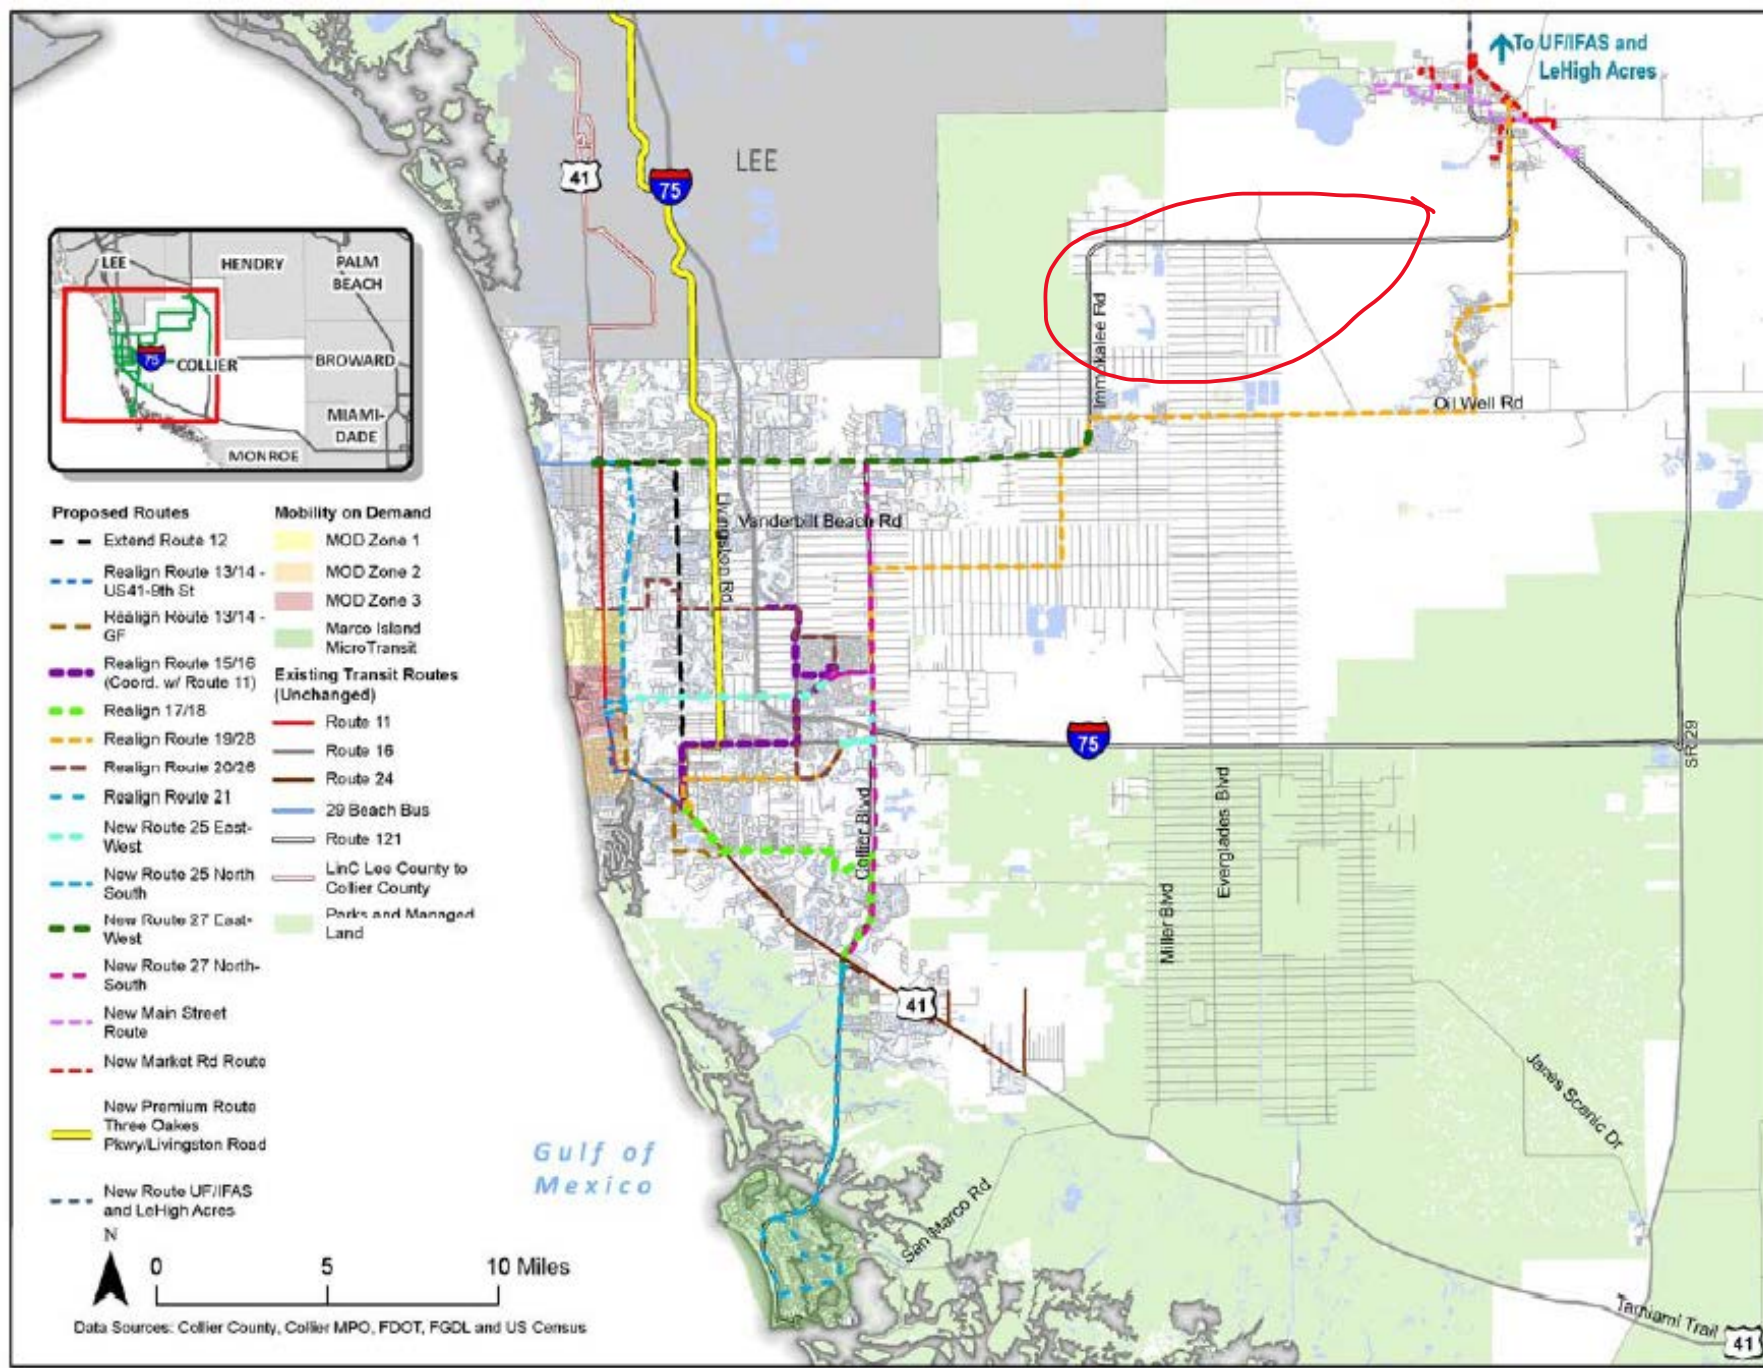 To UF/IFAS and
LeHigh Acres
LEE
41
75
LEE
HENDRY
PALM
BEACH
75
COLLIER
BROWARD
MIAMI-
DADE
MONROE
Immokalee Rd
Oil Well Rd
Livingston Rd
Vanderbilt Beach Rd
75
SR 29
Collier Blvd
Everglades Blvd
Miller Blvd
41
Janes Scenic Dr
San Marco Rd
Tamiami Trail
41
Gulf of
Mexico
Proposed Routes
Extend Route 12
Realign Route 13/14 -
US41-9th St
Realign Route 13/14 -
GF
Realign Route 15/16
(Coord. w/ Route 11)
Realign 17/18
Realign Route 19/28
Realign Route 20/26
Realign Route 21
New Route 25 East-
West
New Route 25 North
South
New Route 27 East-
West
New Route 27 North-
South
New Main Street
Route
New Market Rd Route
New Premium Route
Three Oakes
Pkwy/Livingston Road
New Route UF/IFAS
and LeHigh Acres
Mobility on Demand
MOD Zone 1
MOD Zone 2
MOD Zone 3
Marco Island
MicroTransit
Existing Transit Routes
(Unchanged)
Route 11
Route 16
Route 24
29 Beach Bus
Route 121
LinC Lee County to
Collier County
Parks and Managed
Land
N
0 5 10 Miles
Data Sources: Collier County, Collier MPO, FDOT, FGDL and US Census